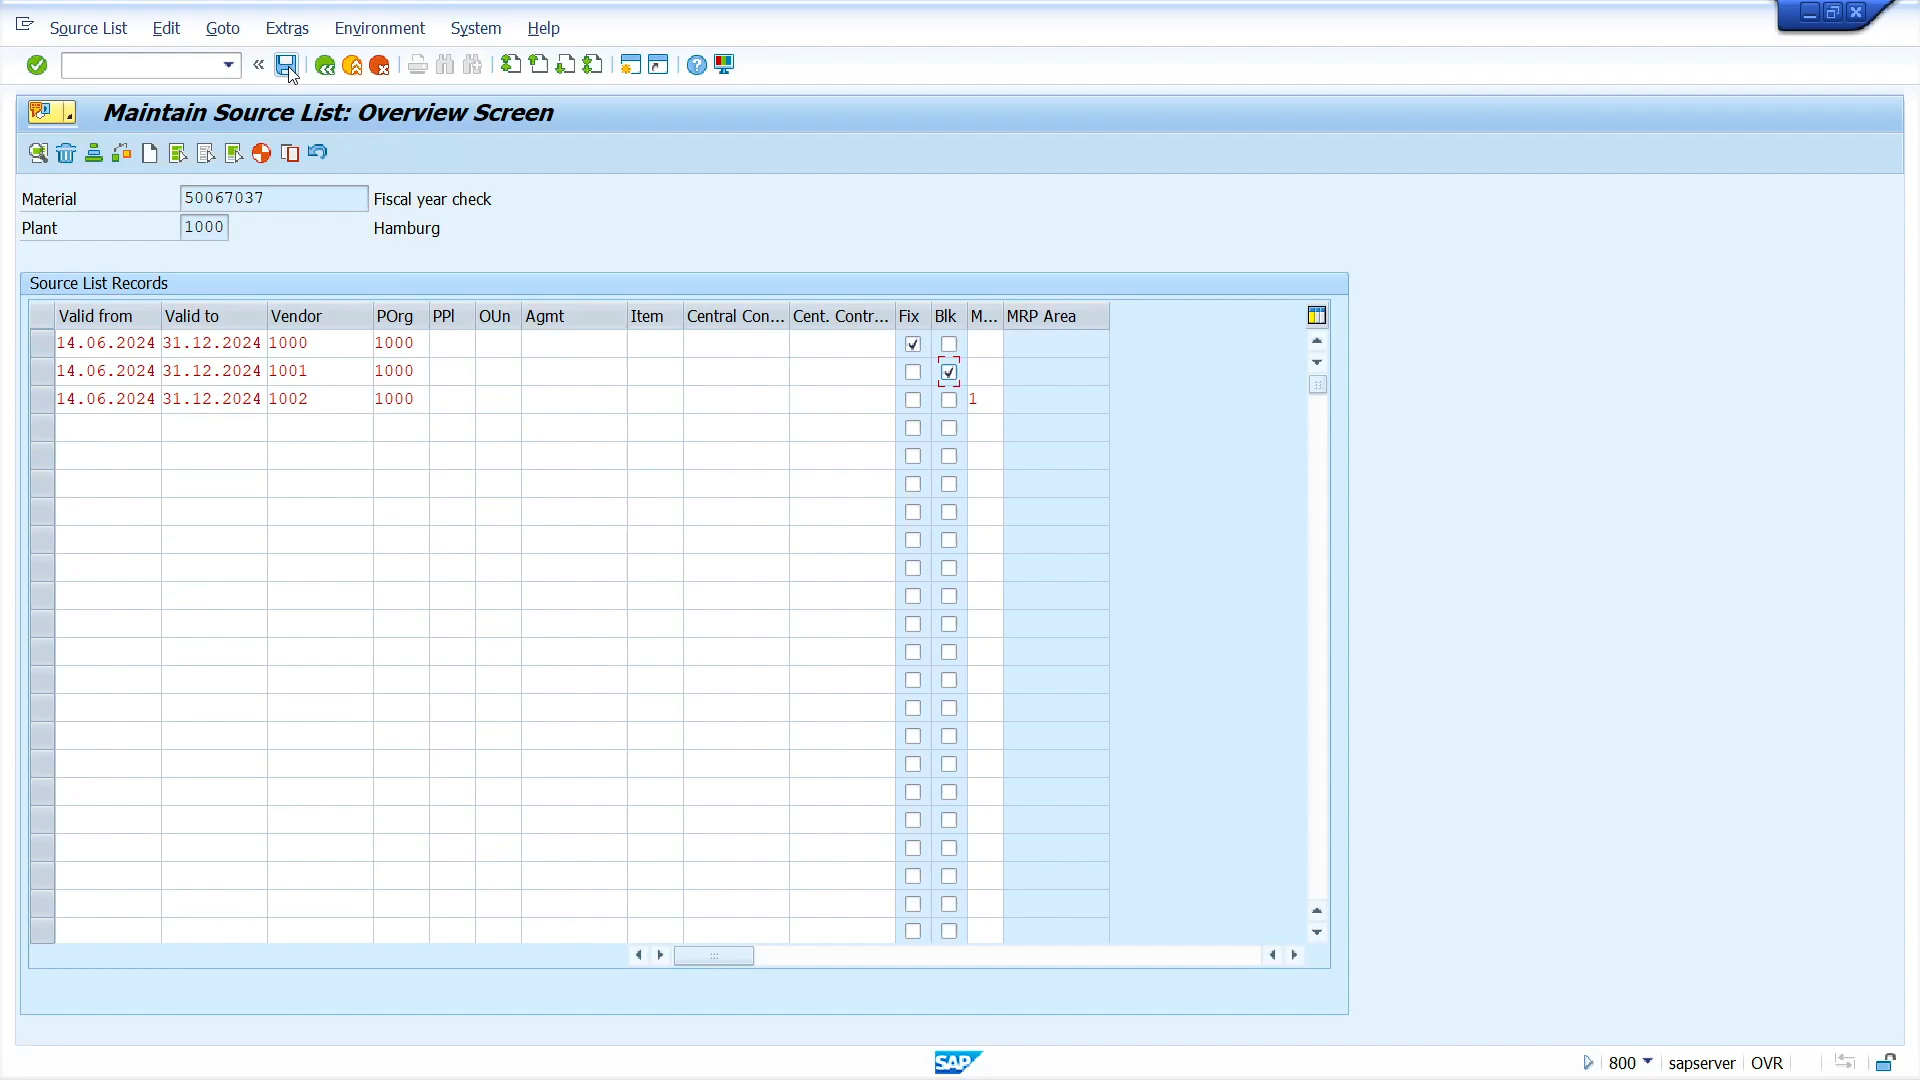 Source List Edit Goto Extras Environment System Help
Maintain Source List: Overview Screen
Material 50067037 Fiscal year check
Plant 1000 Hamburg
Source List Records
Valid from Valid to Vendor POrg PPl OUn Agmt Item Central Con... Cent. Contr... Fix Blk M... MRP Area
14.06.2024 31.12.2024 1000 1000
14.06.2024 31.12.2024 1001 1000
14.06.2024 31.12.2024 1002 1000 1
SAP 800 sapserver OVR